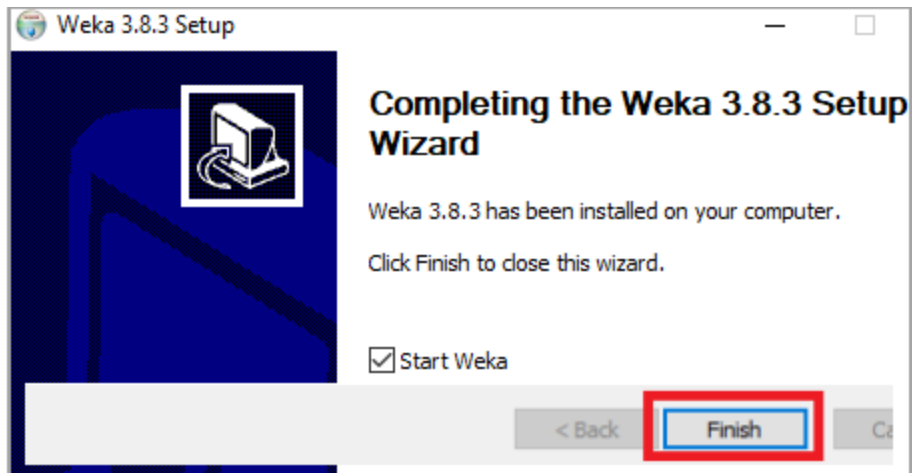 Weka 3.8.3 Setup
Completing the Weka 3.8.3 Setup
Wizard
Weka 3.8.3 has been installed on your computer.
Click Finish to close this wizard.
Start Weka
< Back Finish Ca